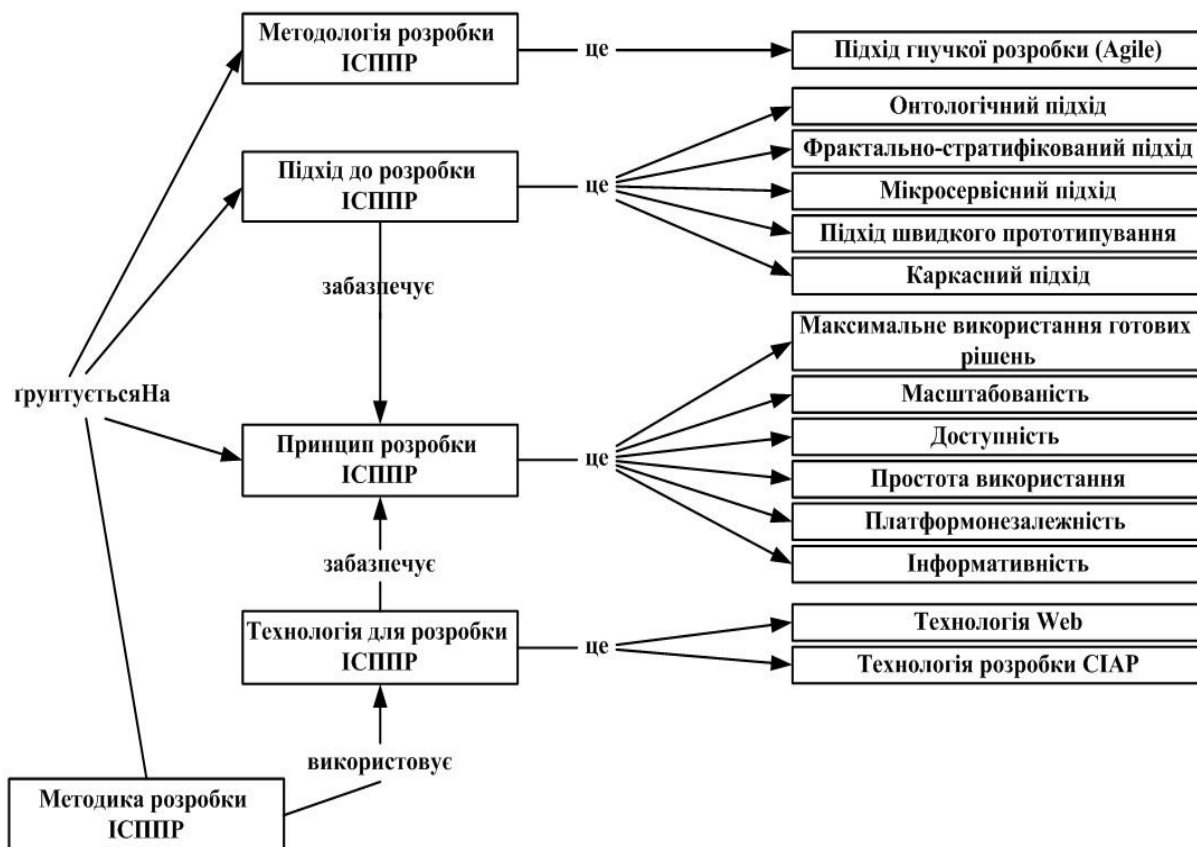 Методологія розробки
ІСППР
це
Підхід гнучкої розробки (Agile)
Онтологічний підхід
Фрактально-стратифікований підхід
Підхід до розробки
ІСППР
це
Мікросервісний підхід
Підхід швидкого прототипування
Каркасний підхід
забазпечує
Максимальне використання готових
рішень
ґрунтуєтьсяНа
Масштабованість
Доступність
Принцип розробки
ІСППР
це
Простота використання
Платформонезалежність
Інформативність
забазпечує
Технологія для розробки
ІСППР
це
Технологія Web
Технологія розробки СІАР
використовує
Методика розробки
ІСППР